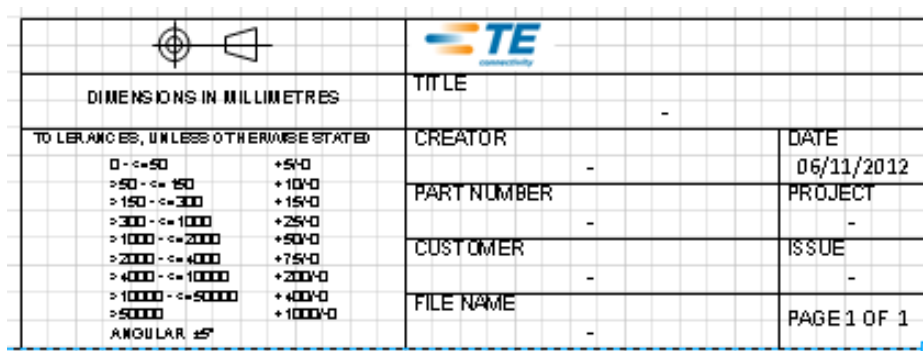 TE
connectivity
DIMENSIONS IN MILLIMETRES
TITLE
-
TOLERANCES, UNLESS OTHERWISE STATED
0 - <=50 +5/-0
>50 - <= 150 +10/-0
>150 - <=300 +15/-0
>300 - <=1000 +25/-0
>1000 - <=2000 +50/-0
>2000 - <=4000 +75/-0
>4000 - <=10000 +200/-0
>10000 - <=50000 +400/-0
>50000 +1000/-0
ANGULAR ±5°
CREATOR
-
DATE
06/11/2012
PART NUMBER
-
PROJECT
-
CUSTOMER
-
ISSUE
-
FILE NAME
-
PAGE 1 OF 1